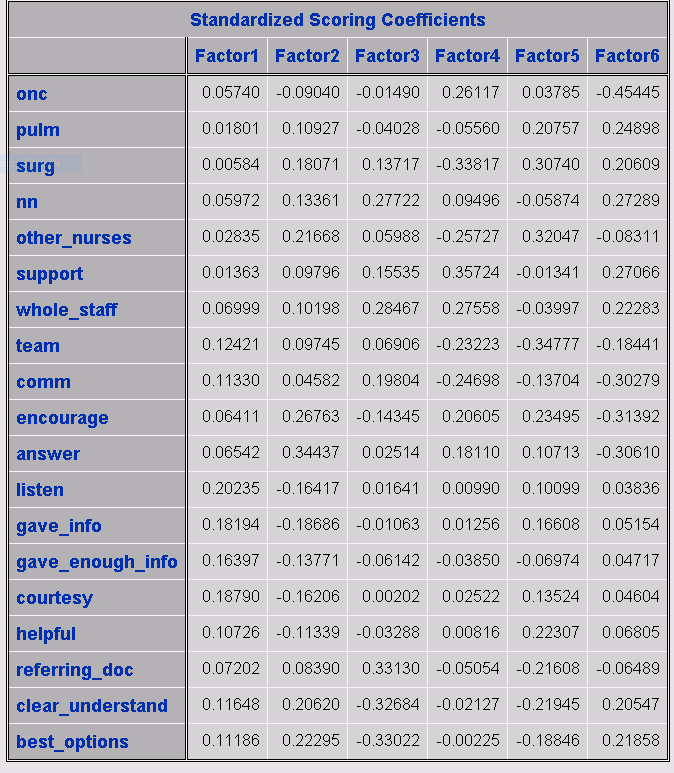 Standardized Scoring Coefficients
Factor1 Factor2 Factor3 Factor4 Factor5 Factor6
onc 0.05740 -0.09040 -0.01490 0.26117 0.03785 -0.45445
pulm 0.01801 0.10927 -0.04028 -0.05560 0.20757 0.24898
surg 0.00584 0.18071 0.13717 -0.33817 0.30740 0.20609
nn 0.05972 0.13361 0.27722 0.09496 -0.05874 0.27289
other_nurses 0.02835 0.21668 0.05988 -0.25727 0.32047 -0.08311
support 0.01363 0.09796 0.15535 0.35724 -0.01341 0.27066
whole_staff 0.06999 0.10198 0.28467 0.27558 -0.03997 0.22283
team 0.12421 0.09745 0.06906 -0.23223 -0.34777 -0.18441
comm 0.11330 0.04582 0.19804 -0.24698 -0.13704 -0.30279
encourage 0.06411 0.26763 -0.14345 0.20605 0.23495 -0.31392
answer 0.06542 0.34437 0.02514 0.18110 0.10713 -0.30610
listen 0.20235 -0.16417 0.01641 0.00990 0.10099 0.03836
gave_info 0.18194 -0.18686 -0.01063 0.01256 0.16608 0.05154
gave_enough_info 0.16397 -0.13771 -0.06142 -0.03850 -0.06974 0.04717
courtesy 0.18790 -0.16206 0.00202 0.02522 0.13524 0.04604
helpful 0.10726 -0.11339 -0.03288 0.00816 0.22307 0.06805
referring_doc 0.07202 0.08390 0.33130 -0.05054 -0.21608 -0.06489
clear_understand 0.11648 0.20620 -0.32684 -0.02127 -0.21945 0.20547
best_options 0.11186 0.22295 -0.33022 -0.00225 -0.18846 0.21858